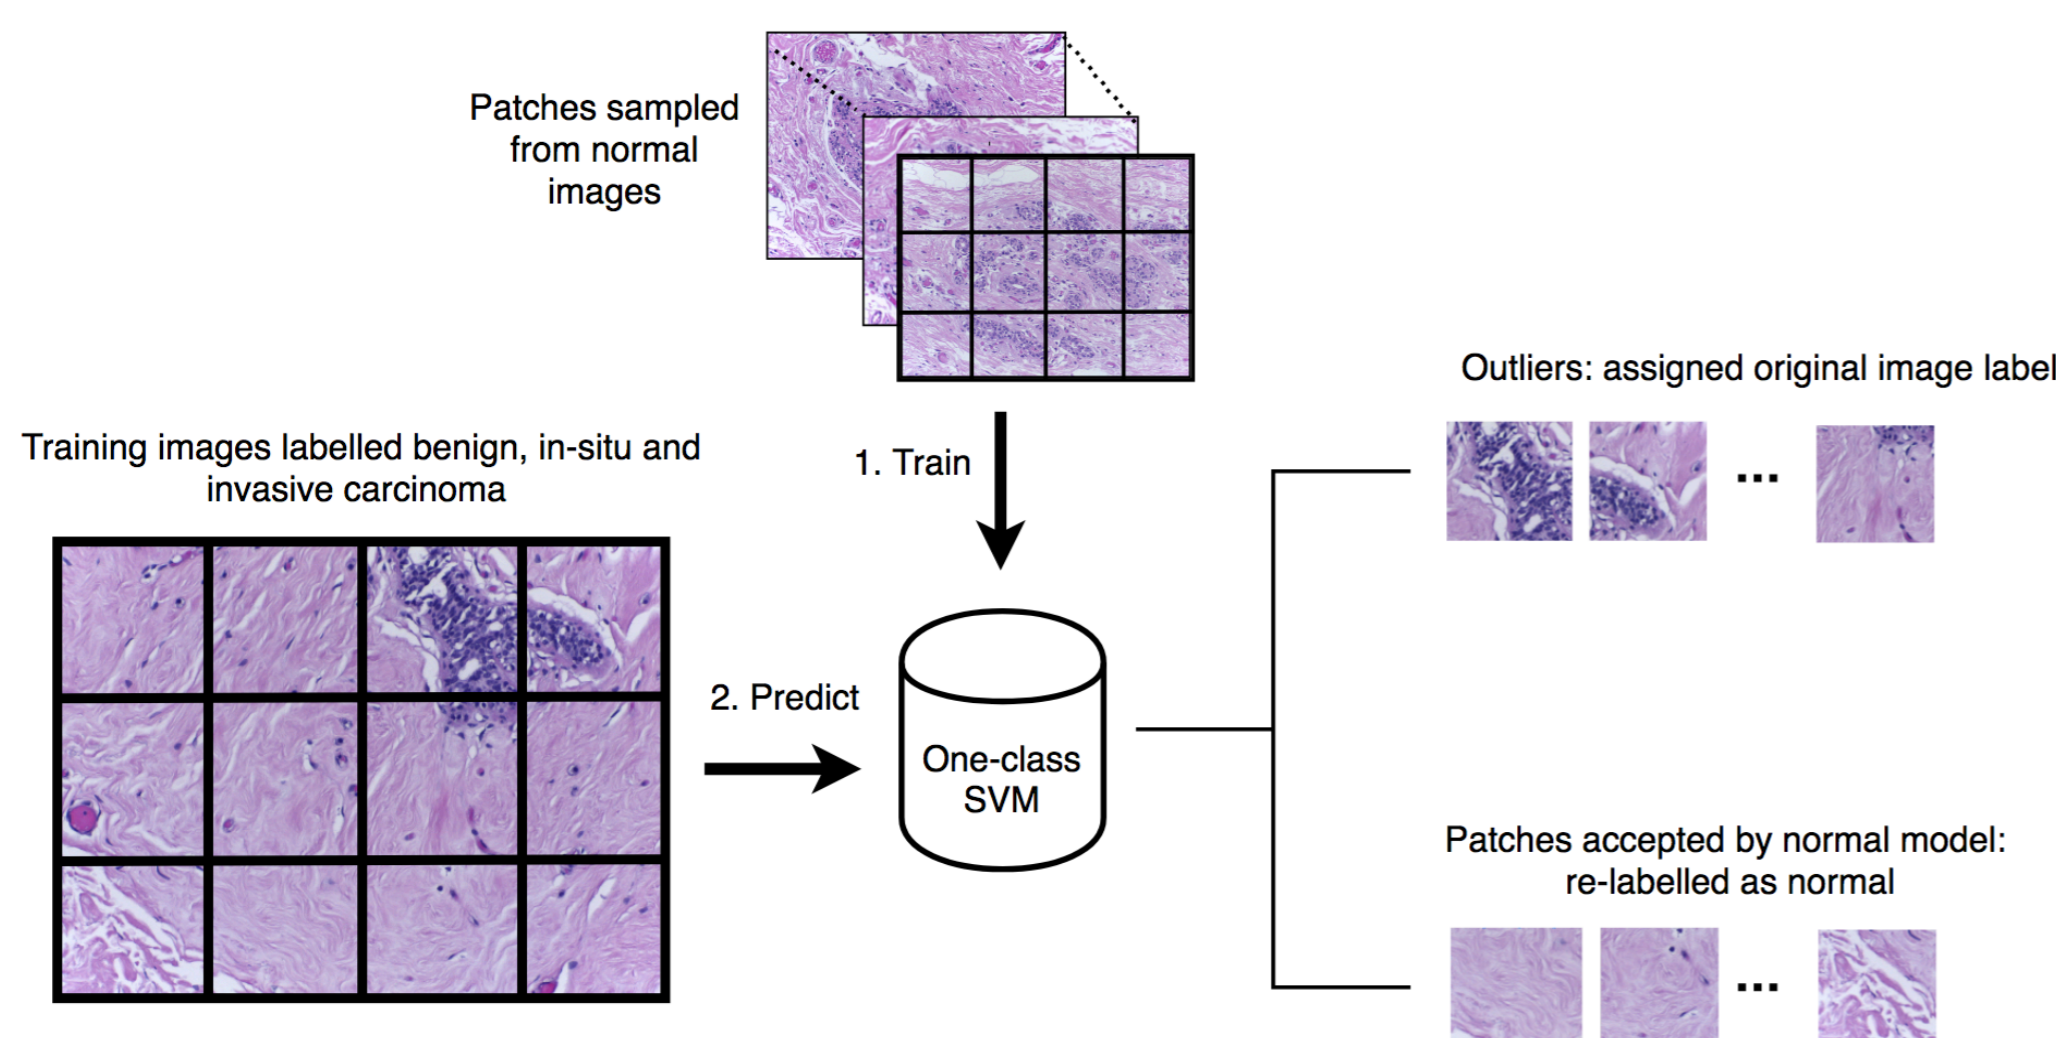 Patches sampled
from normal
images
Training images labelled benign, in-situ and
invasive carcinoma
1. Train
2. Predict
One-class
SVM
Outliers: assigned original image label
...
Patches accepted by normal model:
re-labelled as normal
...